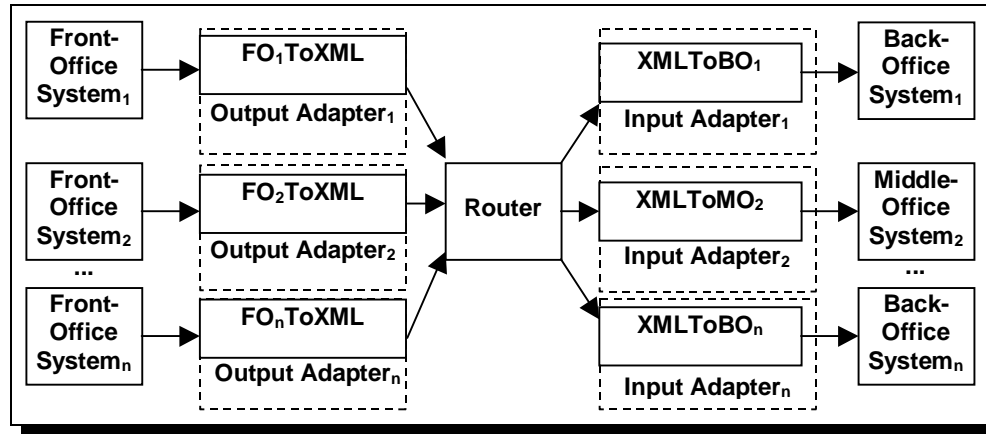 Front-
Office
System₁
FO₁ToXML
Output Adapter₁
XMLToBO₁
Input Adapter₁
Back-
Office
System₁
Front-
Office
System₂
...
FO₂ToXML
Output Adapter₂
Router
XMLToMO₂
Input Adapter₂
Middle-
Office
System₂
...
Front-
Office
Systemₙ
FOₙToXML
Output Adapterₙ
XMLToBOₙ
Input Adapterₙ
Back-
Office
Systemₙ